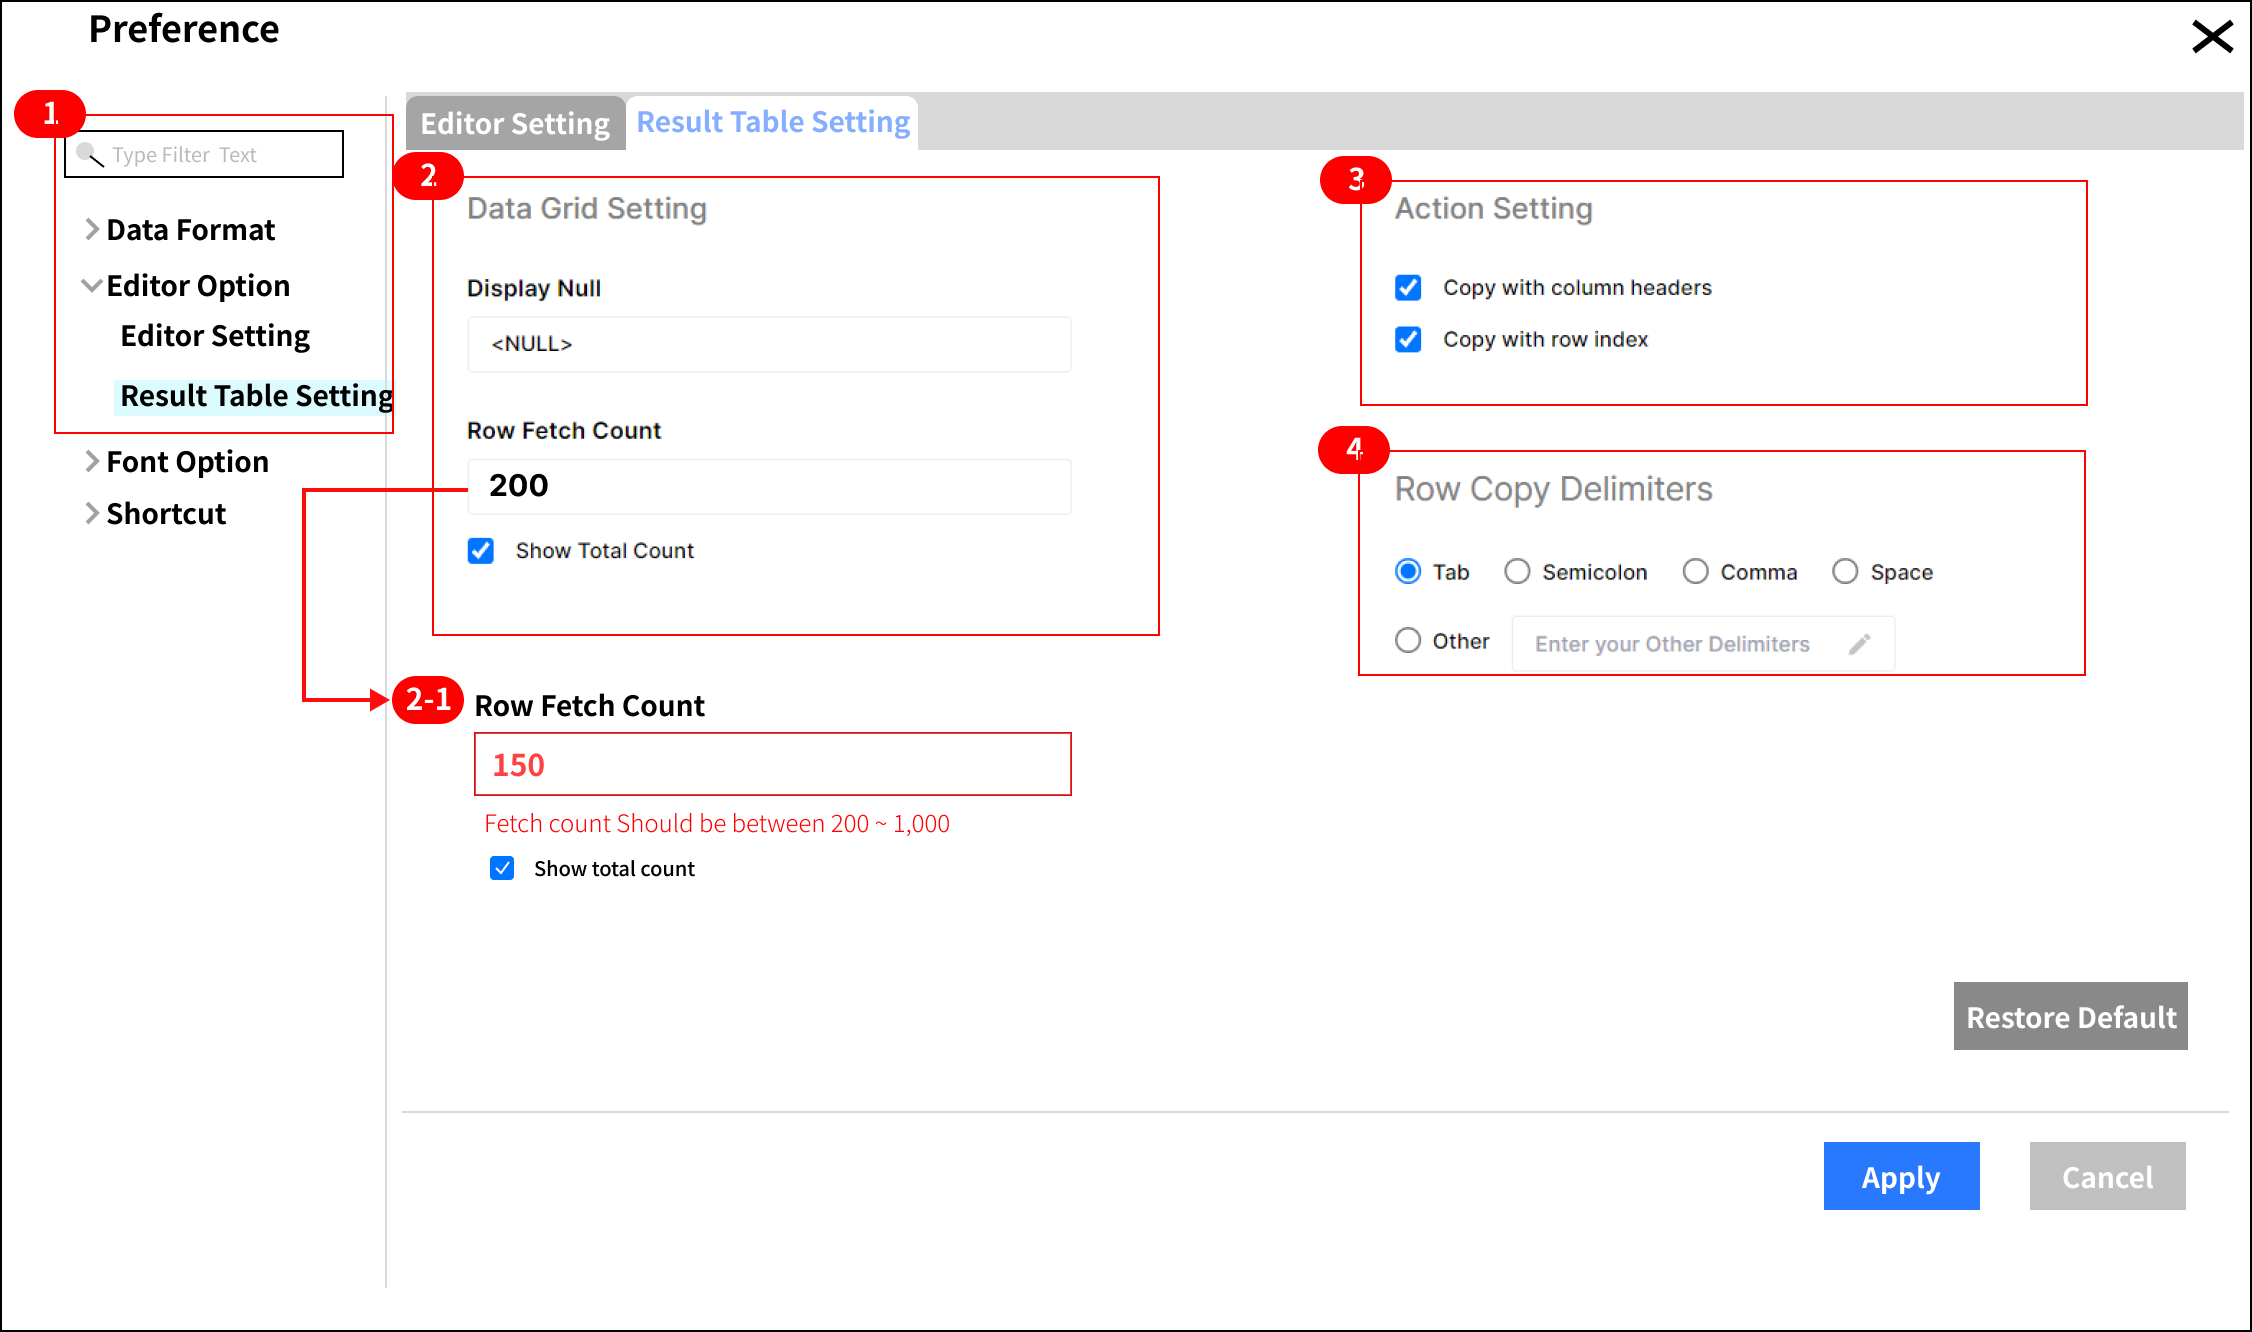 Preference
1
Type Filter Text
Data Format
Editor Option
Editor Setting
Result Table Setting
Font Option
Shortcut
Editor Setting
Result Table Setting
2
Data Grid Setting
Display Null
<NULL>
Row Fetch Count
200
Show Total Count
2-1
Row Fetch Count
150
Fetch count Should be between 200 ~ 1,000
Show total count
3
Action Setting
Copy with column headers
Copy with row index
4
Row Copy Delimiters
Tab Semicolon Comma Space
Other Enter your Other Delimiters
Restore Default
Apply Cancel